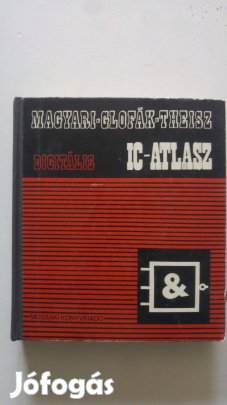 MAGYARI-GLOFÁK-THEISZ
DIGITÁLIS IC-ATLASZ
&
MŰSZAKI KÖNYVKIADÓ
Jófogás